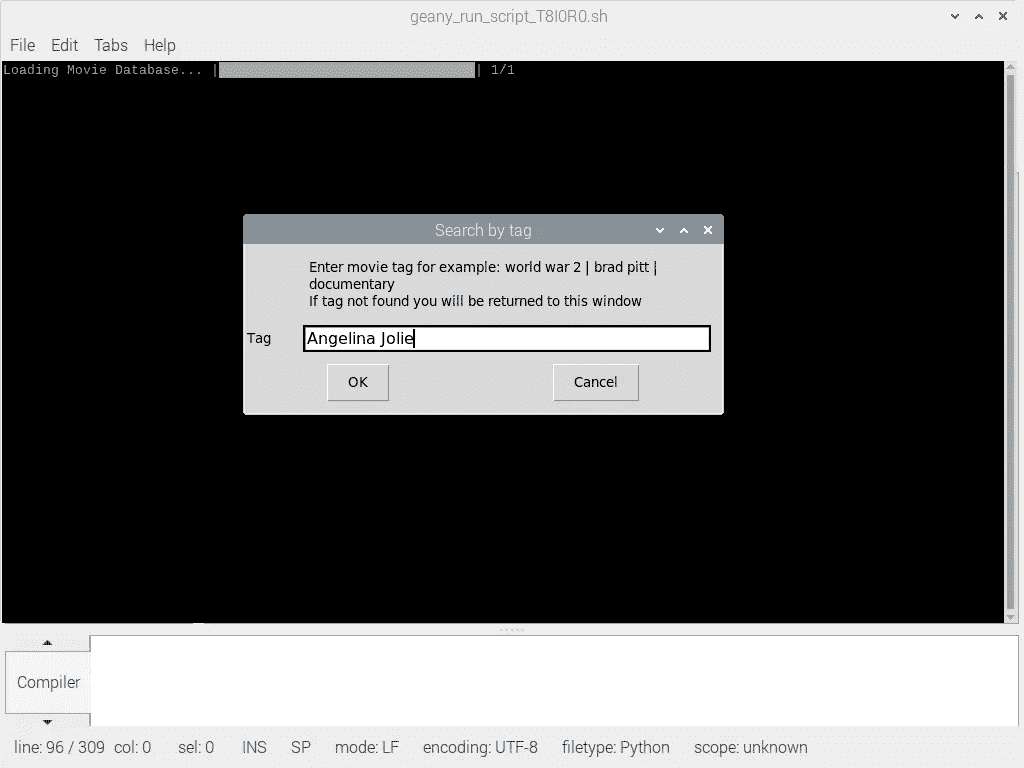 geany_run_script_T8I0R0.sh
File Edit Tabs Help
Loading Movie Database... | | 1/1
Search by tag
Enter movie tag for example: world war 2 | brad pitt ¦
documentary
If tag not found you will be returned to this window
Tag Angelina Jolie
OK Cancel
Compiler
line: 96 / 309 col: 0 sel: 0 INS SP mode: LF encoding: UTF-8 filetype: Python scope: unknown